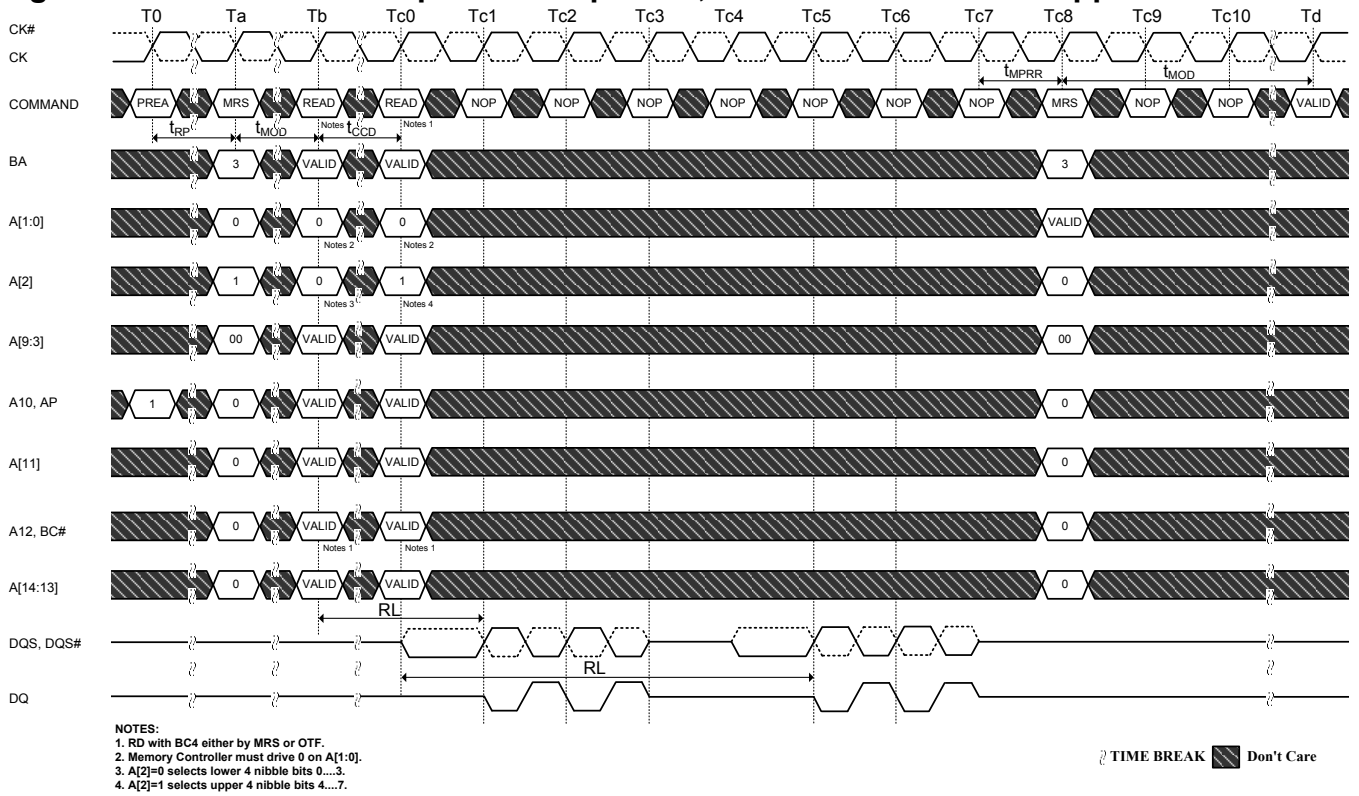 T0 Ta Tb Tc0 Tc1 Tc2 Tc3 Tc4 Tc5 Tc6 Tc7 Tc8 Tc9 Tc10 Td
CK#
CK
tMPRR tMOD
COMMAND PREA MRS READ READ NOP NOP NOP NOP NOP NOP NOP MRS NOP NOP VALID
Notes 1 Notes 1
tRP tMOD tCCD
BA 3 VALID VALID 3
A[1:0] 0 0 0 VALID
Notes 2 Notes 2
A[2] 1 0 1 0
Notes 3 Notes 4
A[9:3] 00 VALID VALID 00
A10, AP 1 0 VALID VALID 0
A[11] 0 VALID VALID 0
A12, BC# 0 VALID VALID 0
Notes 1 Notes 1
A[14:13] 0 VALID VALID 0
RL
DQS, DQS#
RL
DQ
NOTES:
1. RD with BC4 either by MRS or OTF.
2. Memory Controller must drive 0 on A[1:0].
3. A[2]=0 selects lower 4 nibble bits 0....3.
4. A[2]=1 selects upper 4 nibble bits 4....7.
TIME BREAK Don't Care